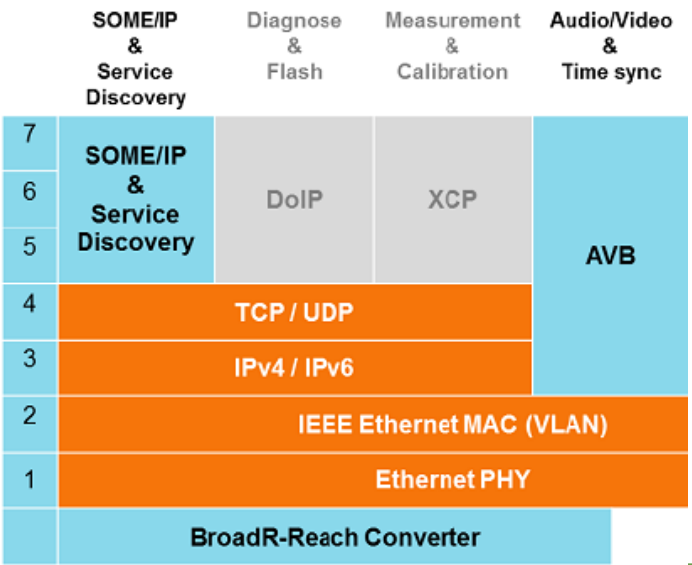 SOME/IP
&
Service
Discovery
Diagnose
&
Flash
Measurement
&
Calibration
Audio/Video
&
Time sync
7
6
5
SOME/IP
&
Service
Discovery
DoIP
XCP
AVB
4
TCP / UDP
3
IPv4 / IPv6
2
IEEE Ethernet MAC (VLAN)
1
Ethernet PHY
BroadR-Reach Converter